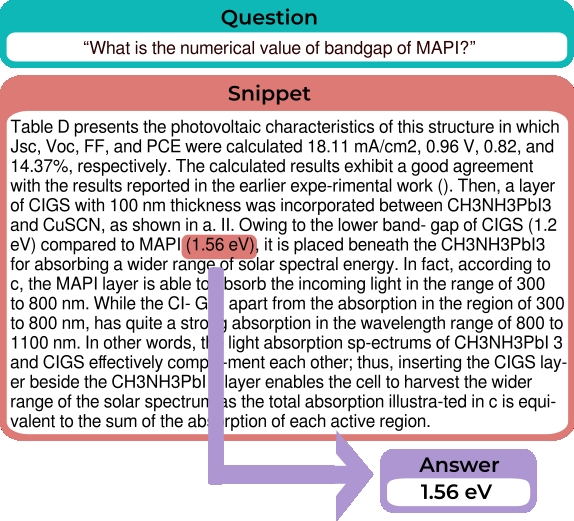 Question
“What is the numerical value of bandgap of MAPI?”
Snippet
Table D presents the photovoltaic characteristics of this structure in which
Jsc, Voc, FF, and PCE were calculated 18.11 mA/cm2, 0.96 V, 0.82, and
14.37%, respectively. The calculated results exhibit a good agreement
with the results reported in the earlier expe-rimental work (). Then, a layer
of CIGS with 100 nm thickness was incorporated between CH3NH3PbI3
and CuSCN, as shown in a. II. Owing to the lower band- gap of CIGS (1.2
eV) compared to MAPI (1.56 eV), it is placed beneath the CH3NH3PbI3
for absorbing a wider range of solar spectral energy. In fact, according to
c, the MAPI layer is able to absorb the incoming light in the range of 300
to 800 nm. While the CI- G apart from the absorption in the region of 300
to 800 nm, has quite a strong absorption in the wavelength range of 800 to
1100 nm. In other words, the light absorption sp-ectrums of CH3NH3PbI 3
and CIGS effectively comp -ment each other; thus, inserting the CIGS lay-
er beside the CH3NH3PbI layer enables the cell to harvest the wider
range of the solar spectrum as the total absorption illustra-ted in c is equi-
valent to the sum of the absorption of each active region.
Answer
1.56 eV